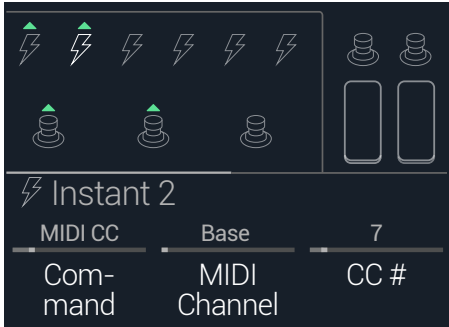 Instant 2
MIDI CC
Base
7
Com-
mand
MIDI
Channel
CC #